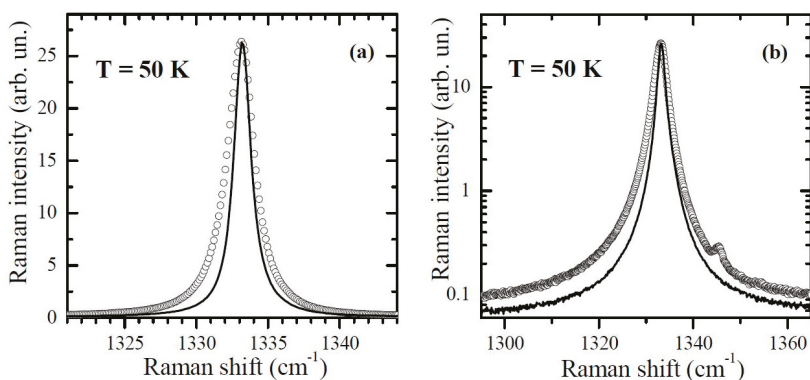 (a)
T = 50 K
Raman intensity (arb. un.)
25
20
15
10
5
0
1325 1330 1335 1340
Raman shift (cm⁻¹)
(b)
T = 50 K
Raman intensity (arb. un.)
10
1
0.1
1300 1320 1340 1360
Raman shift (cm⁻¹)